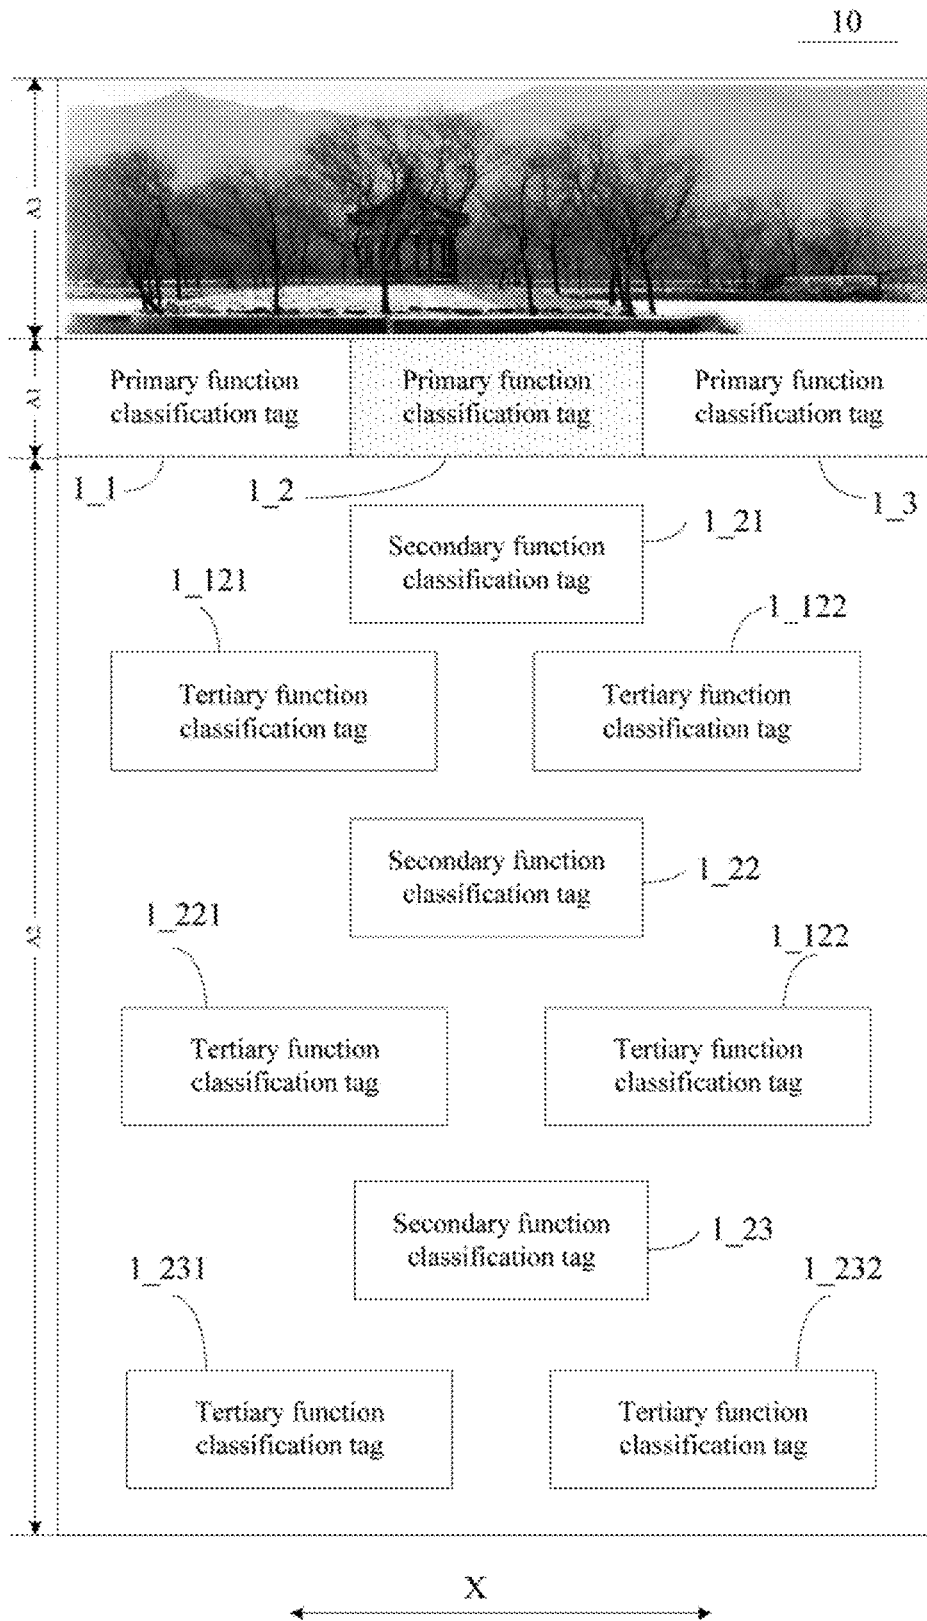 10
A3
Primary function
classification tag
Primary function
classification tag
Primary function
classification tag
A1
1_1
1_2
1_3
Secondary function
classification tag
1_21
1_121
1_122
Tertiary function
classification tag
Tertiary function
classification tag
Secondary function
classification tag
1_22
A2
1_221
1_122
Tertiary function
classification tag
Tertiary function
classification tag
Secondary function
classification tag
1_23
1_231
1_232
Tertiary function
classification tag
Tertiary function
classification tag
X